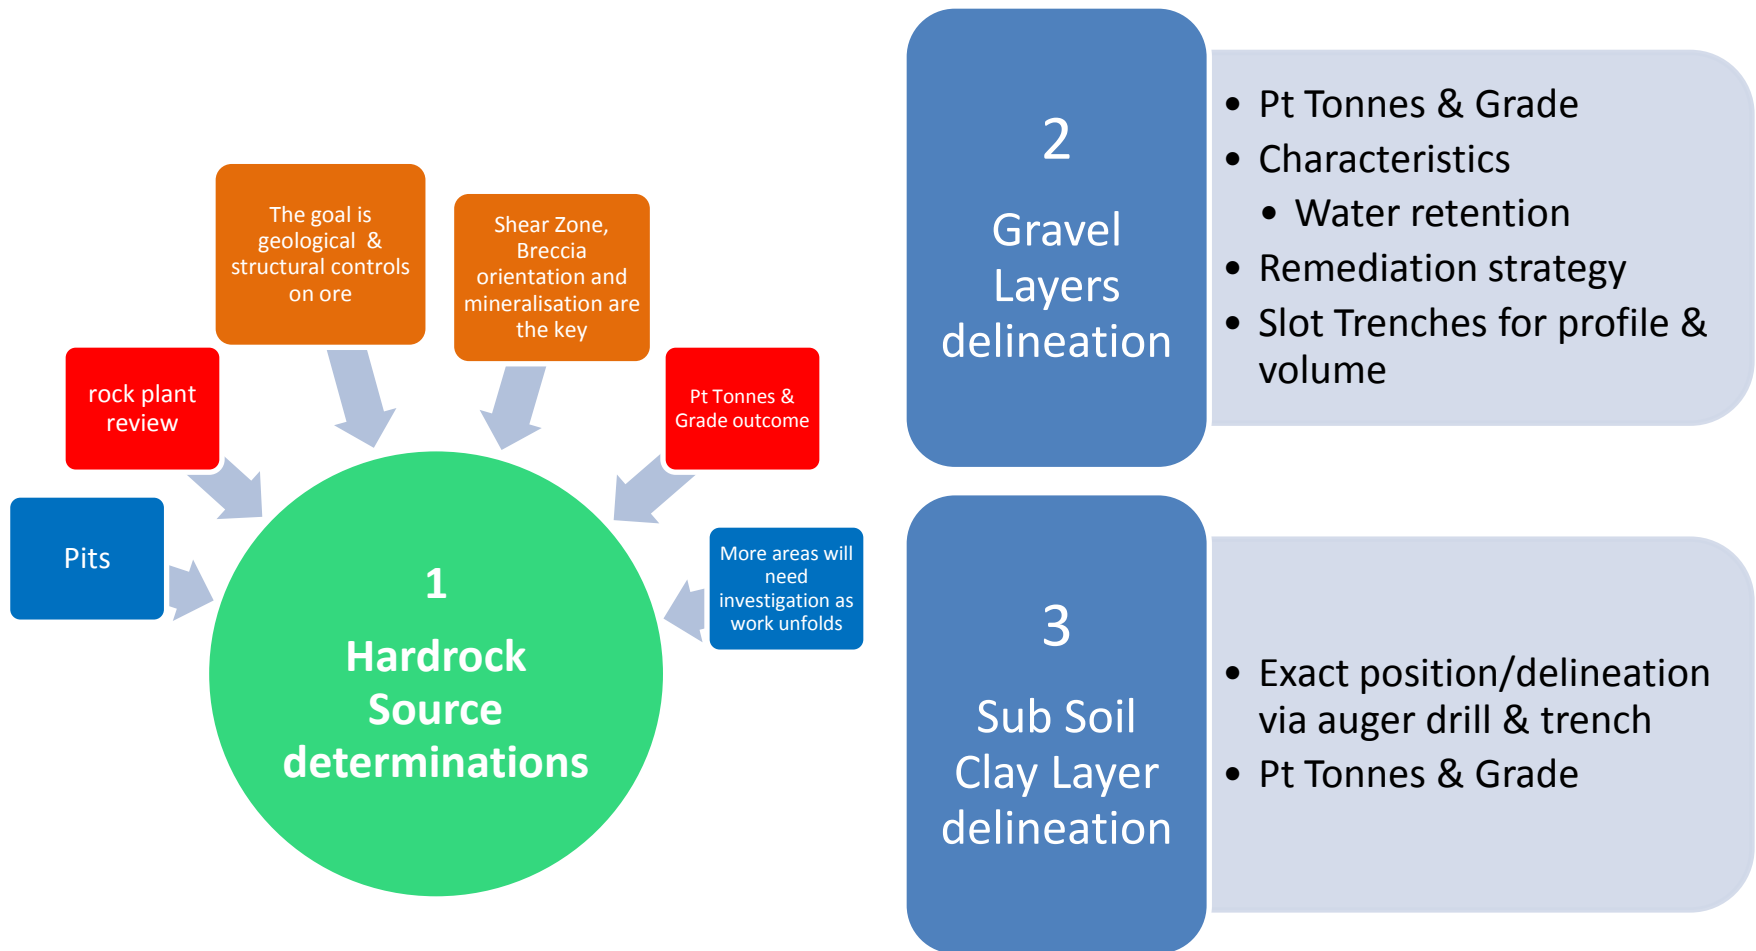 The goal is
geological &
structural controls
on ore
Shear Zone,
Breccia
orientation and
mineralisation are
the key
rock plant
review
Pt Tonnes &
Grade outcome
Pits
More areas will
need
investigation as
work unfolds
1
Hardrock
Source
determinations
2
Gravel
Layers
delineation
• Pt Tonnes & Grade
• Characteristics
• Water retention
• Remediation strategy
• Slot Trenches for profile &
volume
3
Sub Soil
Clay Layer
delineation
• Exact position/delineation
via auger drill & trench
• Pt Tonnes & Grade